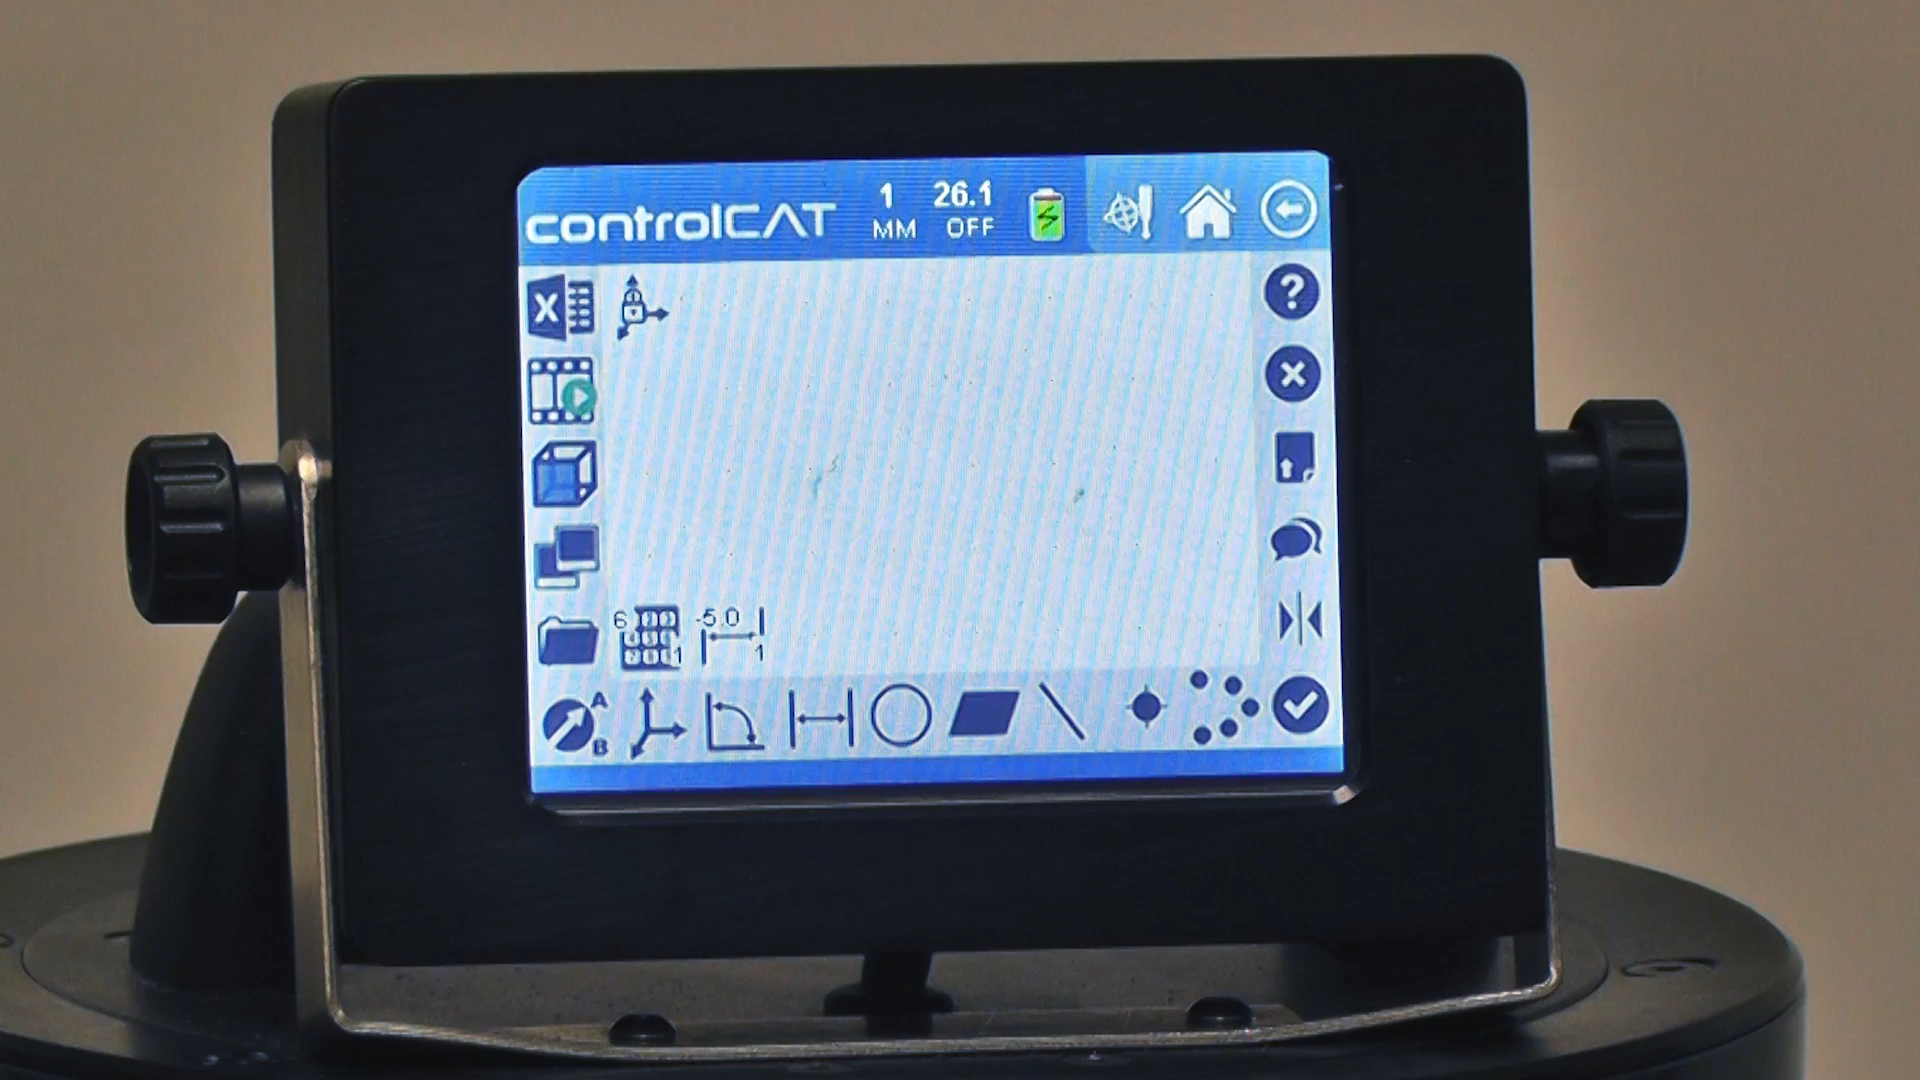 controlCAT
1 26.1
MM OFF
X
?
6 1
-5.0
1
A
B